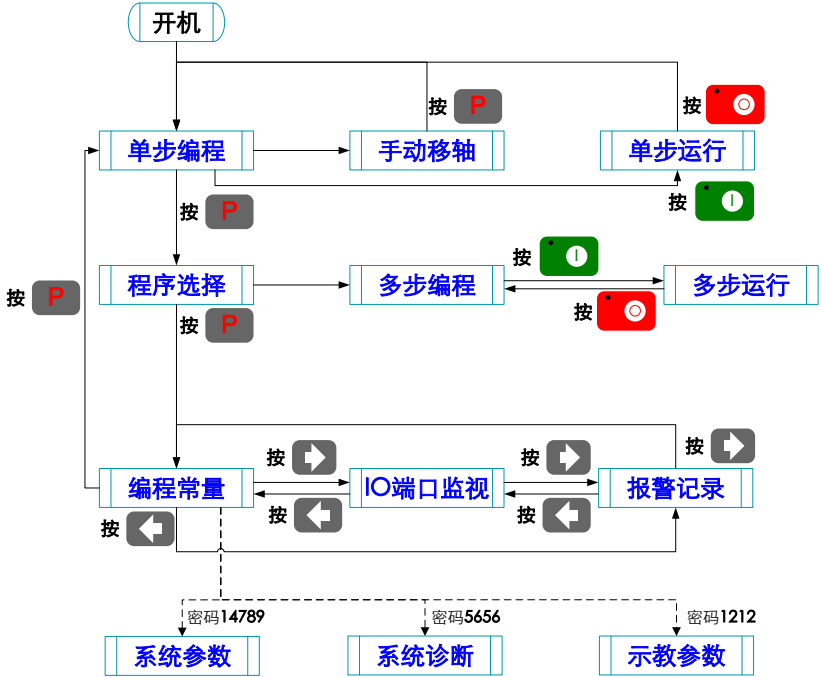 开机
按 P
按
单步编程
手动移轴
单步运行
按 P
按 I
按 I
程序选择
多步编程
多步运行
按 P
按 P
按
按
按
按
编程常量
IO端口监视
报警记录
按
按
按
密码14789
密码5656
密码1212
系统参数
系统诊断
示教参数